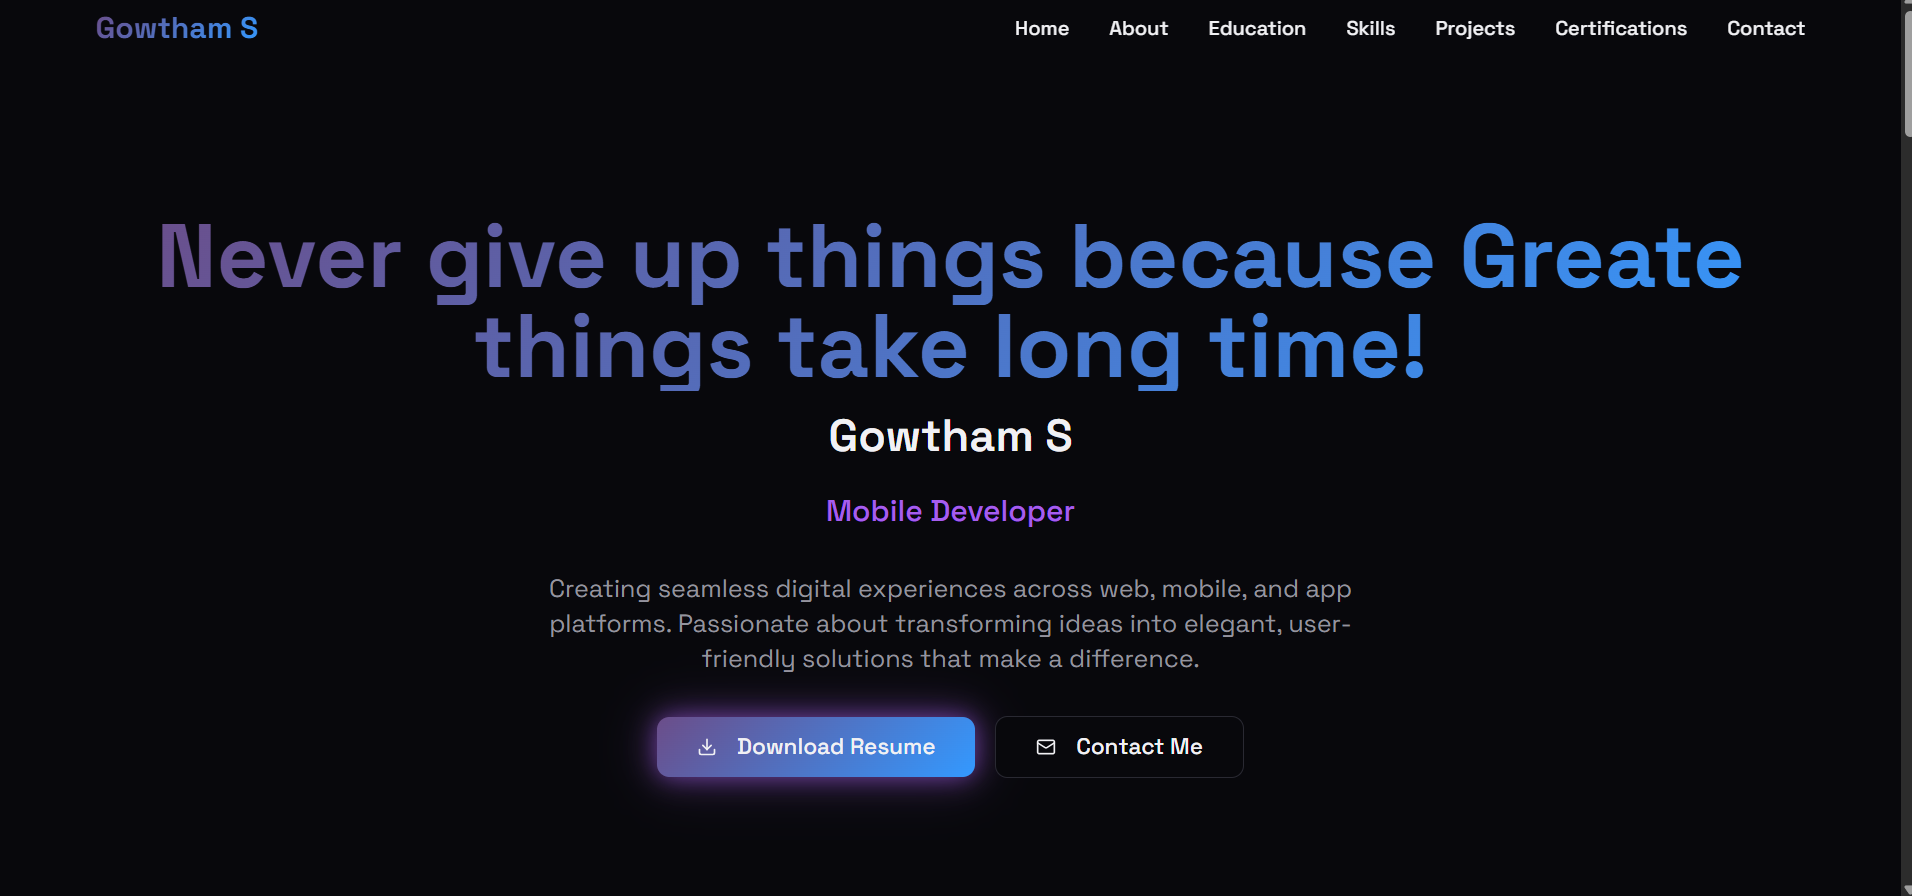 Gowtham S
Home About Education Skills Projects Certifications Contact
Never give up things because Greate
things take long time!
Gowtham S
Mobile Developer
Creating seamless digital experiences across web, mobile, and app
platforms. Passionate about transforming ideas into elegant, user-
friendly solutions that make a difference.
Download Resume
Contact Me